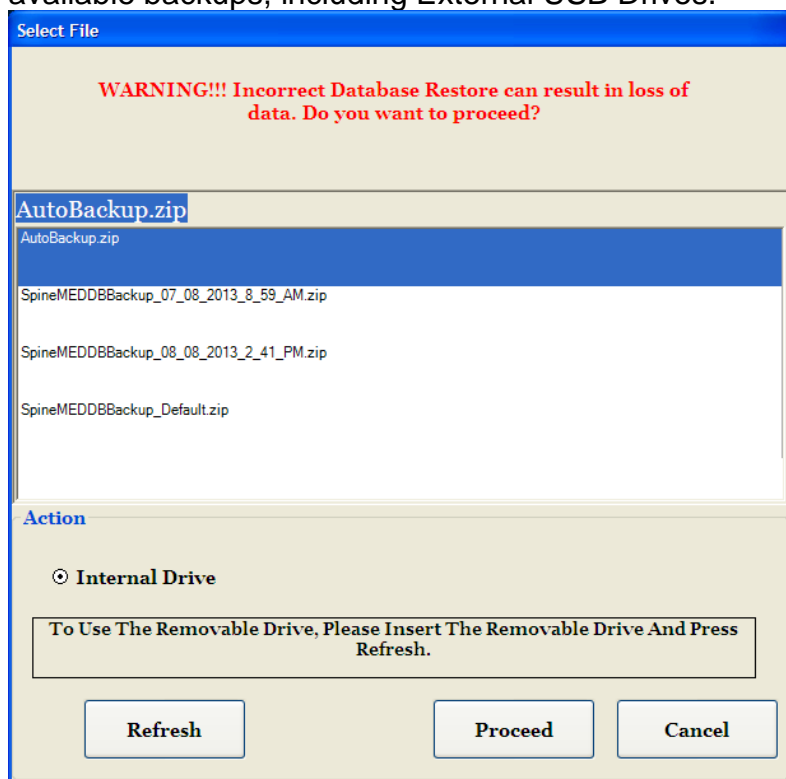 available backups, including External USB Drives.
Select File
WARNING!!! Incorrect Database Restore can result in loss of
data. Do you want to proceed?
AutoBackup.zip
AutoBackup.zip
SpineMEDDBBackup_07_08_2013_8_59_AM.zip
SpineMEDDBBackup_08_08_2013_2_41_PM.zip
SpineMEDDBBackup_Default.zip
Action
Internal Drive
To Use The Removable Drive, Please Insert The Removable Drive And Press
Refresh.
Refresh Proceed Cancel